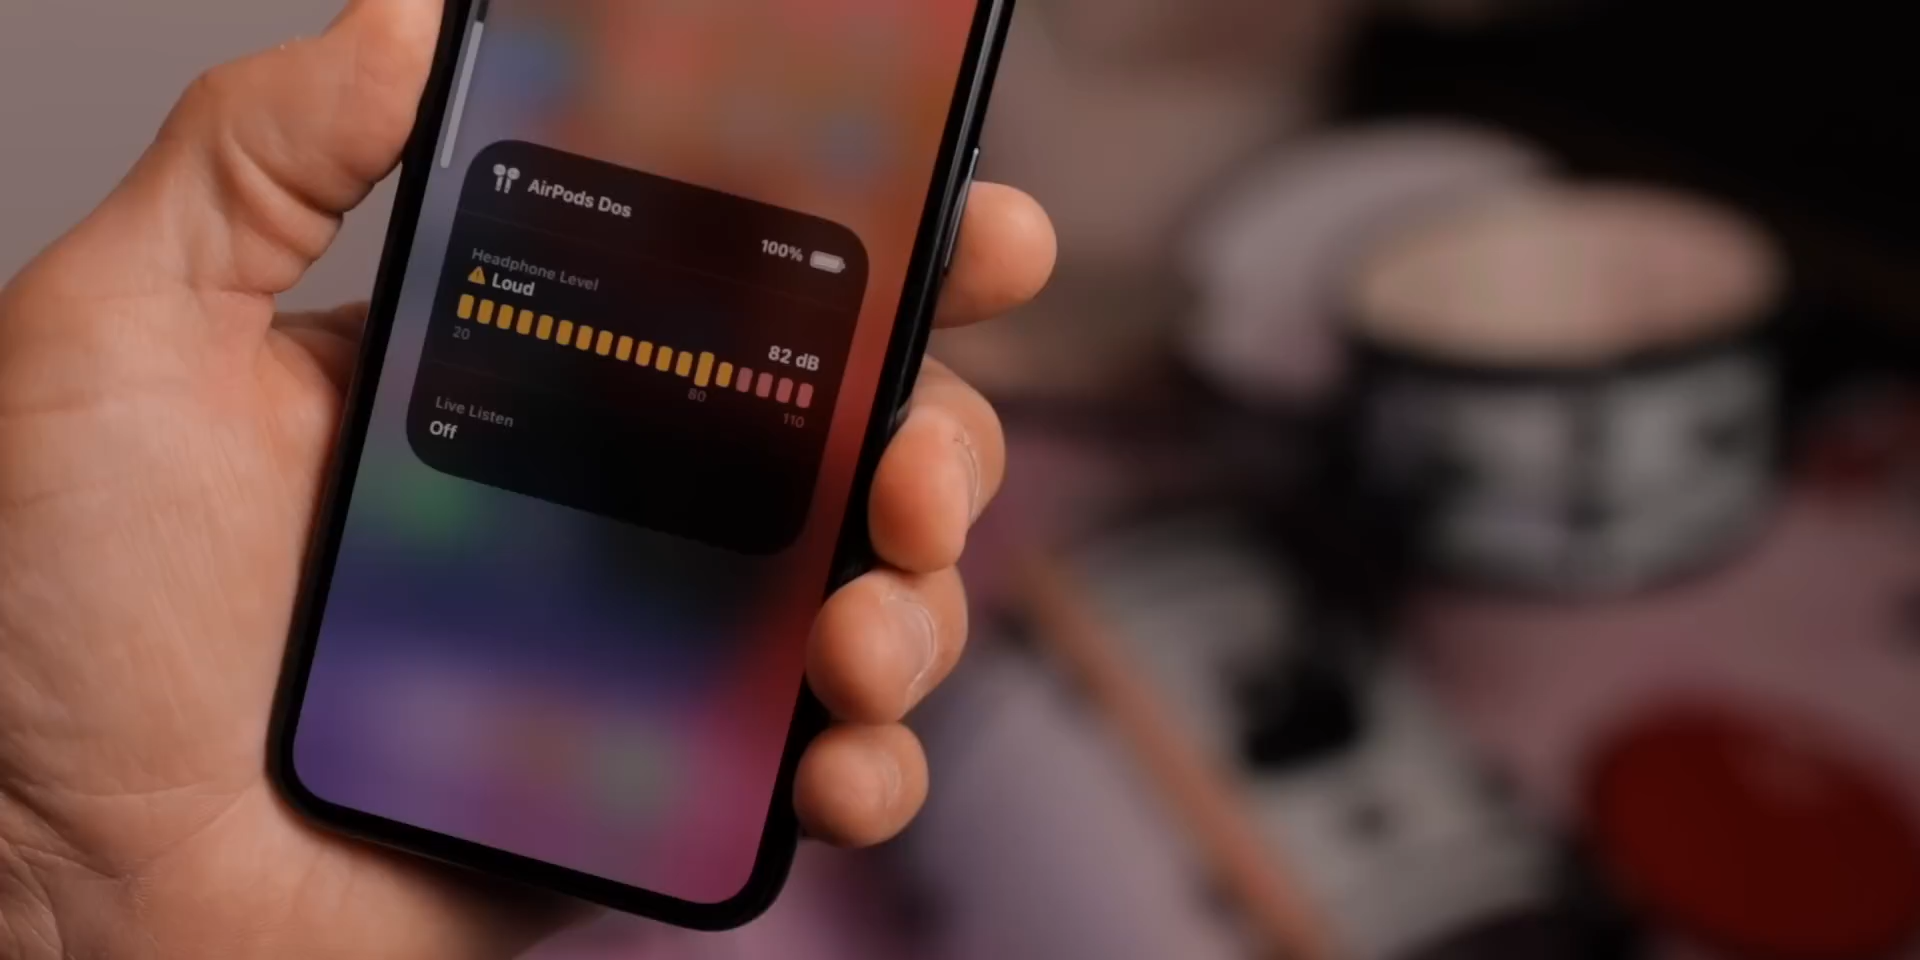 AirPods Dos
100%
Headphone Level
Loud
82 dB
20
80
110
Live Listen
Off